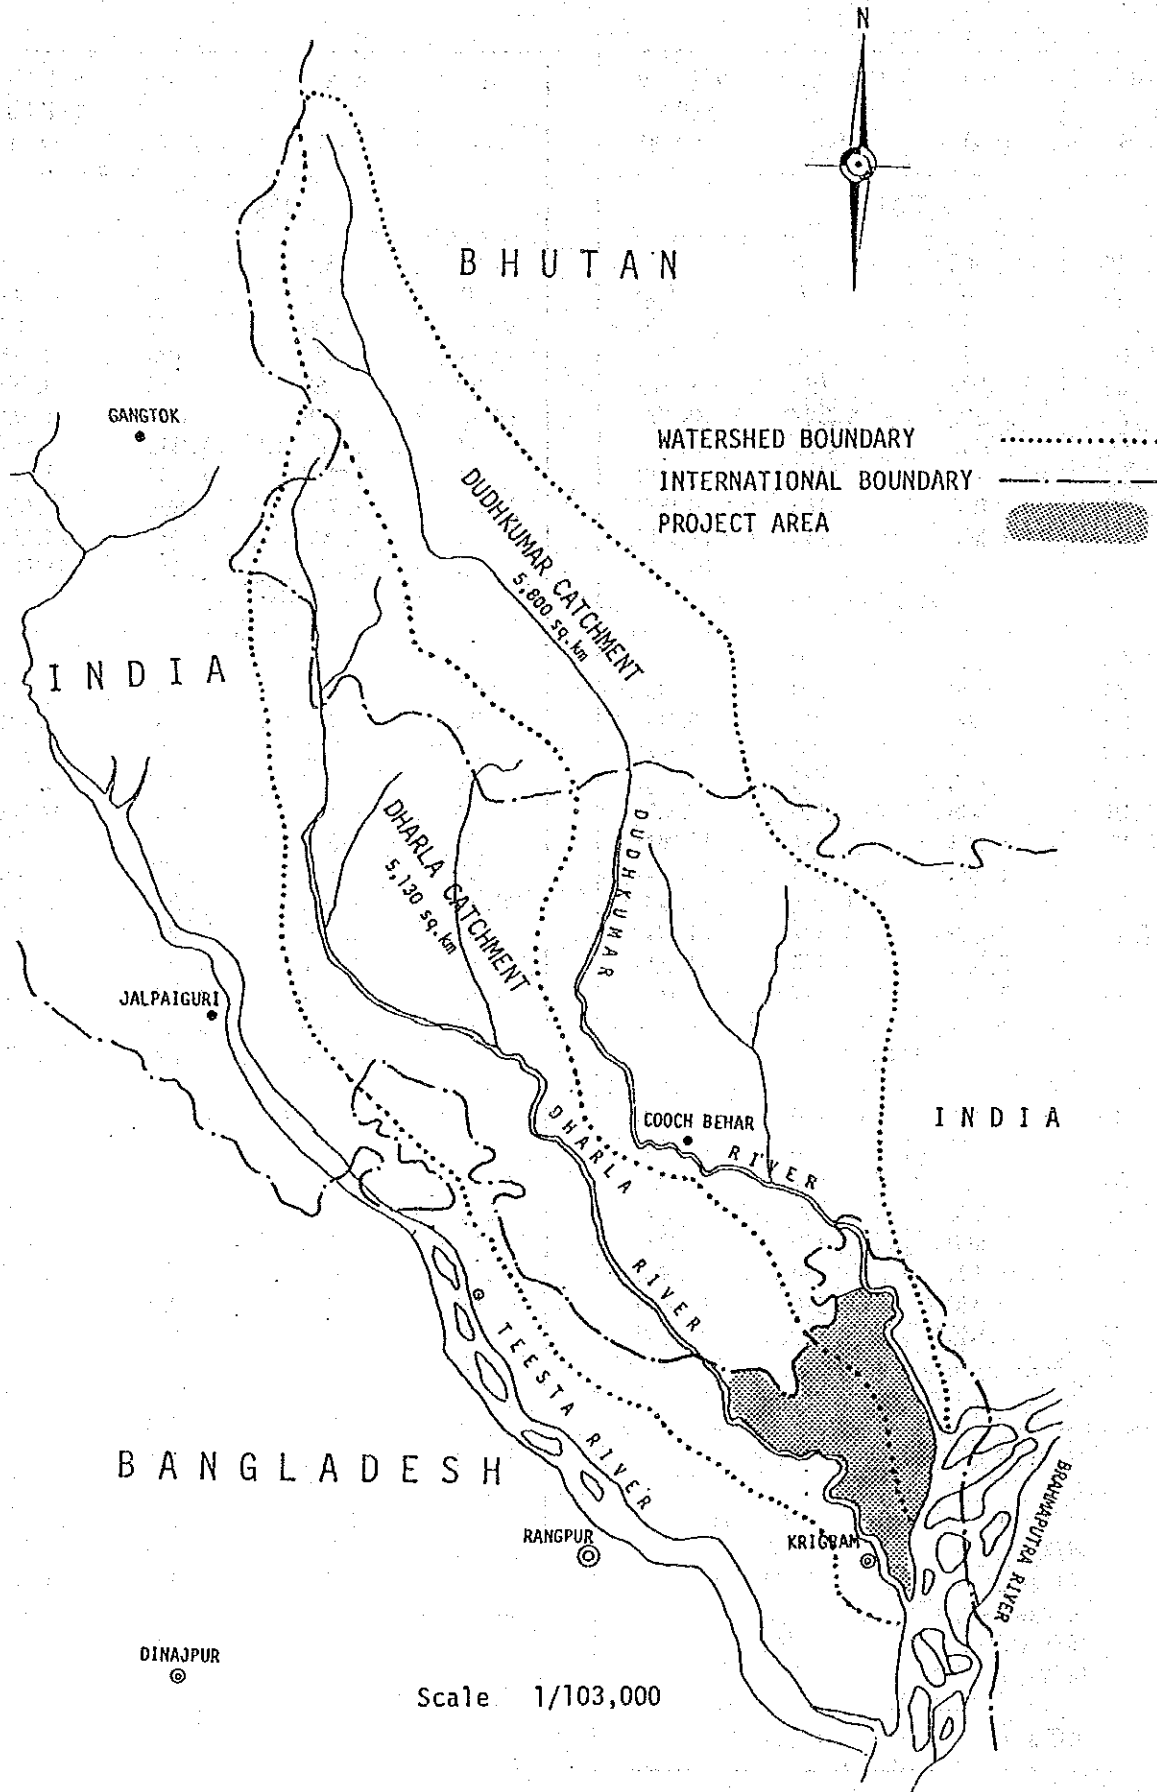 N
BHUTAN
GANGTOK
WATERSHED BOUNDARY
INTERNATIONAL BOUNDARY
PROJECT AREA
DUDHKUMAR CATCHMENT
5,800 sq.km
INDIA
DHARLA CATCHMENT
5,130 sq.km
DUDHKUMAR
JALPAIGURI
COOCH BEHAR
RIVER
INDIA
DHARLA
RIVER
TEESTA RIVER
BANGLADESH
RANGPUR
KRIGRAM
BRAHMAPUTRA RIVER
DINAJPUR
Scale 1/103,000